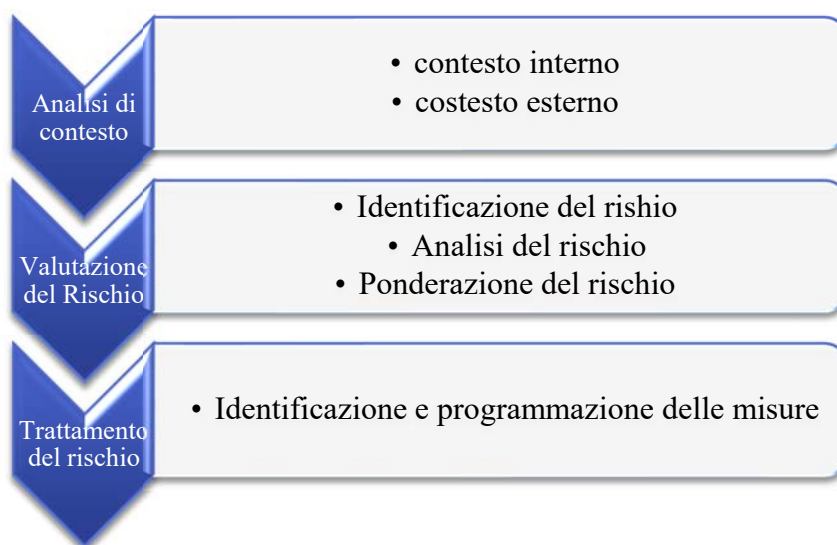 Analisi di
contesto
• contesto interno
• costesto esterno
Valutazione
del Rischio
• Identificazione del rishio
• Analisi del rischio
• Ponderazione del rischio
Trattamento
del rischio
• Identificazione e programmazione delle misure